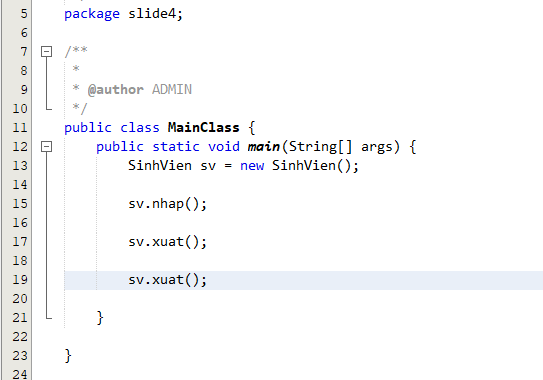 5 package slide4;
6
7 /**
8 *
9 * @author ADMIN
10 */
11 public class MainClass {
12 public static void main(String[] args) {
13 SinhVien sv = new SinhVien();
14
15 sv.nhap();
16
17 sv.xuat();
18
19 sv.xuat();
20
21 }
22
23 }
24